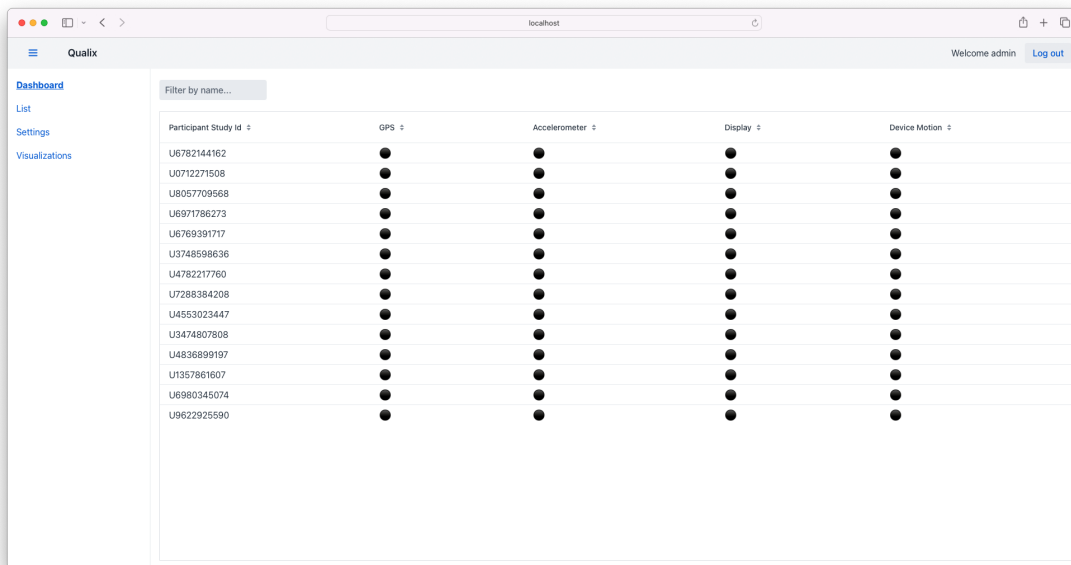 localhost
Qualix
Welcome admin Log out
Dashboard
List
Settings
Visualizations
Filter by name...
Participant Study Id GPS Accelerometer Display Device Motion
U6782144162
U0712271508
U8057709568
U6971786273
U6769391717
U3748598636
U4782217760
U7288384208
U4553023447
U3474807808
U4836899197
U1357861607
U6980345074
U9622925590